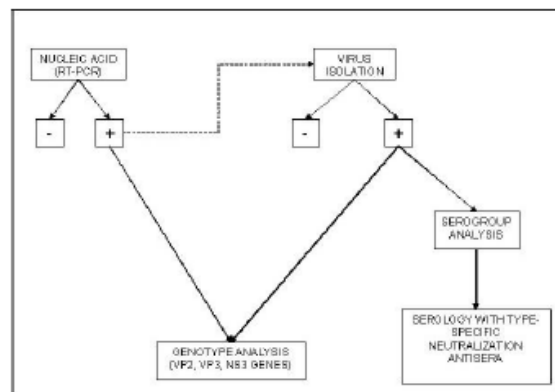 NUCLEIC ACID
(RT-PCR)
VIRUS
ISOLATION
-
+
-
+
SEROGROUP
ANALYSIS
GENOTYPE ANALYSIS
(VP2, VP3, NS3 GENES)
SEROLOGY WITH TYPE-
SPECIFIC
NEUTRALIZATION
ANTISERA